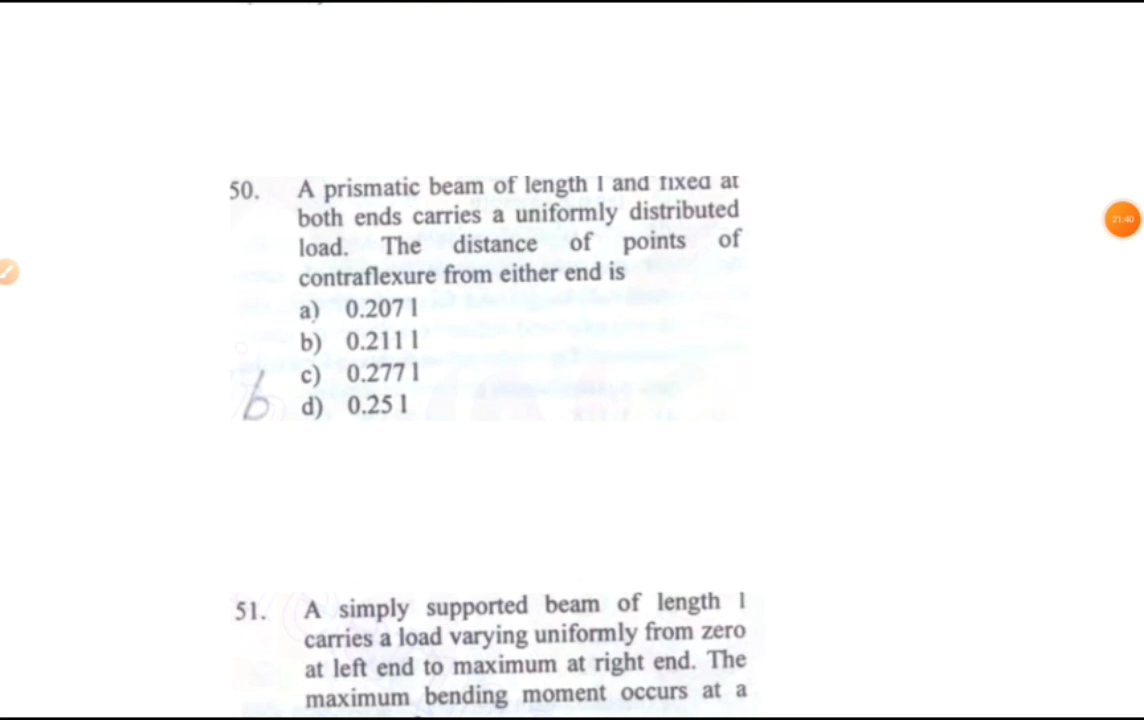 50. A prismatic beam of length l and fixed at
both ends carries a uniformly distributed
load. The distance of points of
contraflexure from either end is
a) 0.207 l
b) 0.211 l
c) 0.277 l
b d) 0.25 l
51. A simply supported beam of length l
carries a load varying uniformly from zero
at left end to maximum at right end. The
maximum bending moment occurs at a
21:40